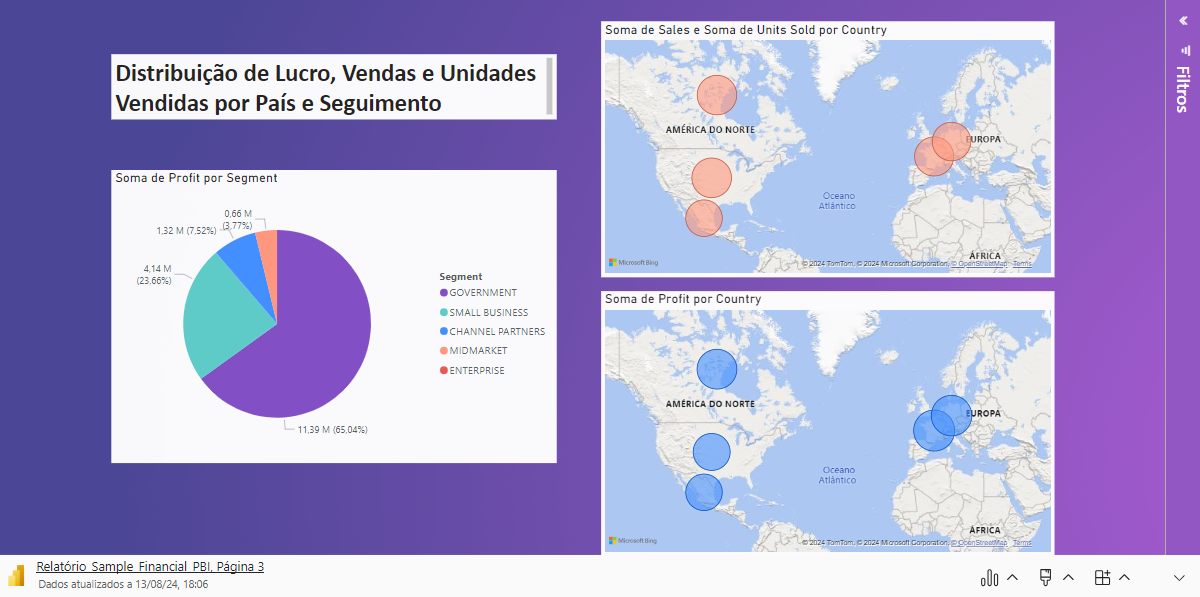 Distribuição de Lucro, Vendas e Unidades
Vendidas por País e Seguimento
Soma de Profit por Segment
0,66 M
(3,77%)
1,32 M (7,52%)
4,14 M
(23,66%)
11,39 M (65,04%)
Segment
GOVERNMENT
SMALL BUSINESS
CHANNEL PARTNERS
MIDMARKET
ENTERPRISE
Soma de Sales e Soma de Units Sold por Country
AMÉRICA DO NORTE
EUROPA
Oceano
Atlântico
ÁFRICA
Microsoft Bing
© 2024 TomTom, © 2024 Microsoft Corporation, © OpenStreetMap Terms
Soma de Profit por Country
AMÉRICA DO NORTE
EUROPA
Oceano
Atlântico
ÁFRICA
Microsoft Bing
© 2024 TomTom, © 2024 Microsoft Corporation, © OpenStreetMap Terms
Filtros
Relatório_Sample_Financial_PBI, Página 3
Dados atualizados a 13/08/24, 18:06